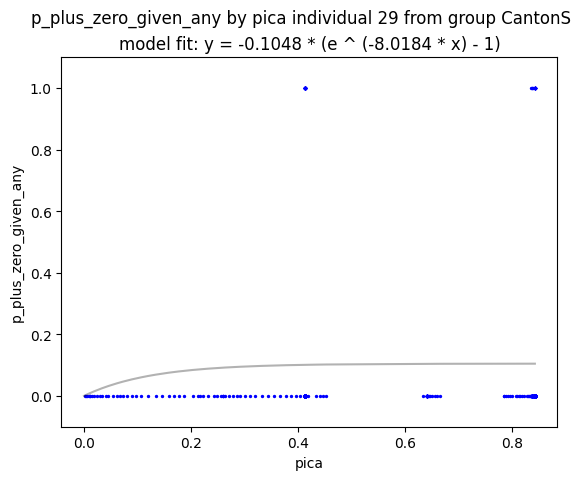 p_plus_zero_given_any by pica individual 29 from group CantonS
model fit: y = -0.1048 * (e ^ (-8.0184 * x) - 1)
p_plus_zero_given_any
1.0
0.8
0.6
0.4
0.2
0.0
0.0 0.2 0.4 0.6 0.8
pica